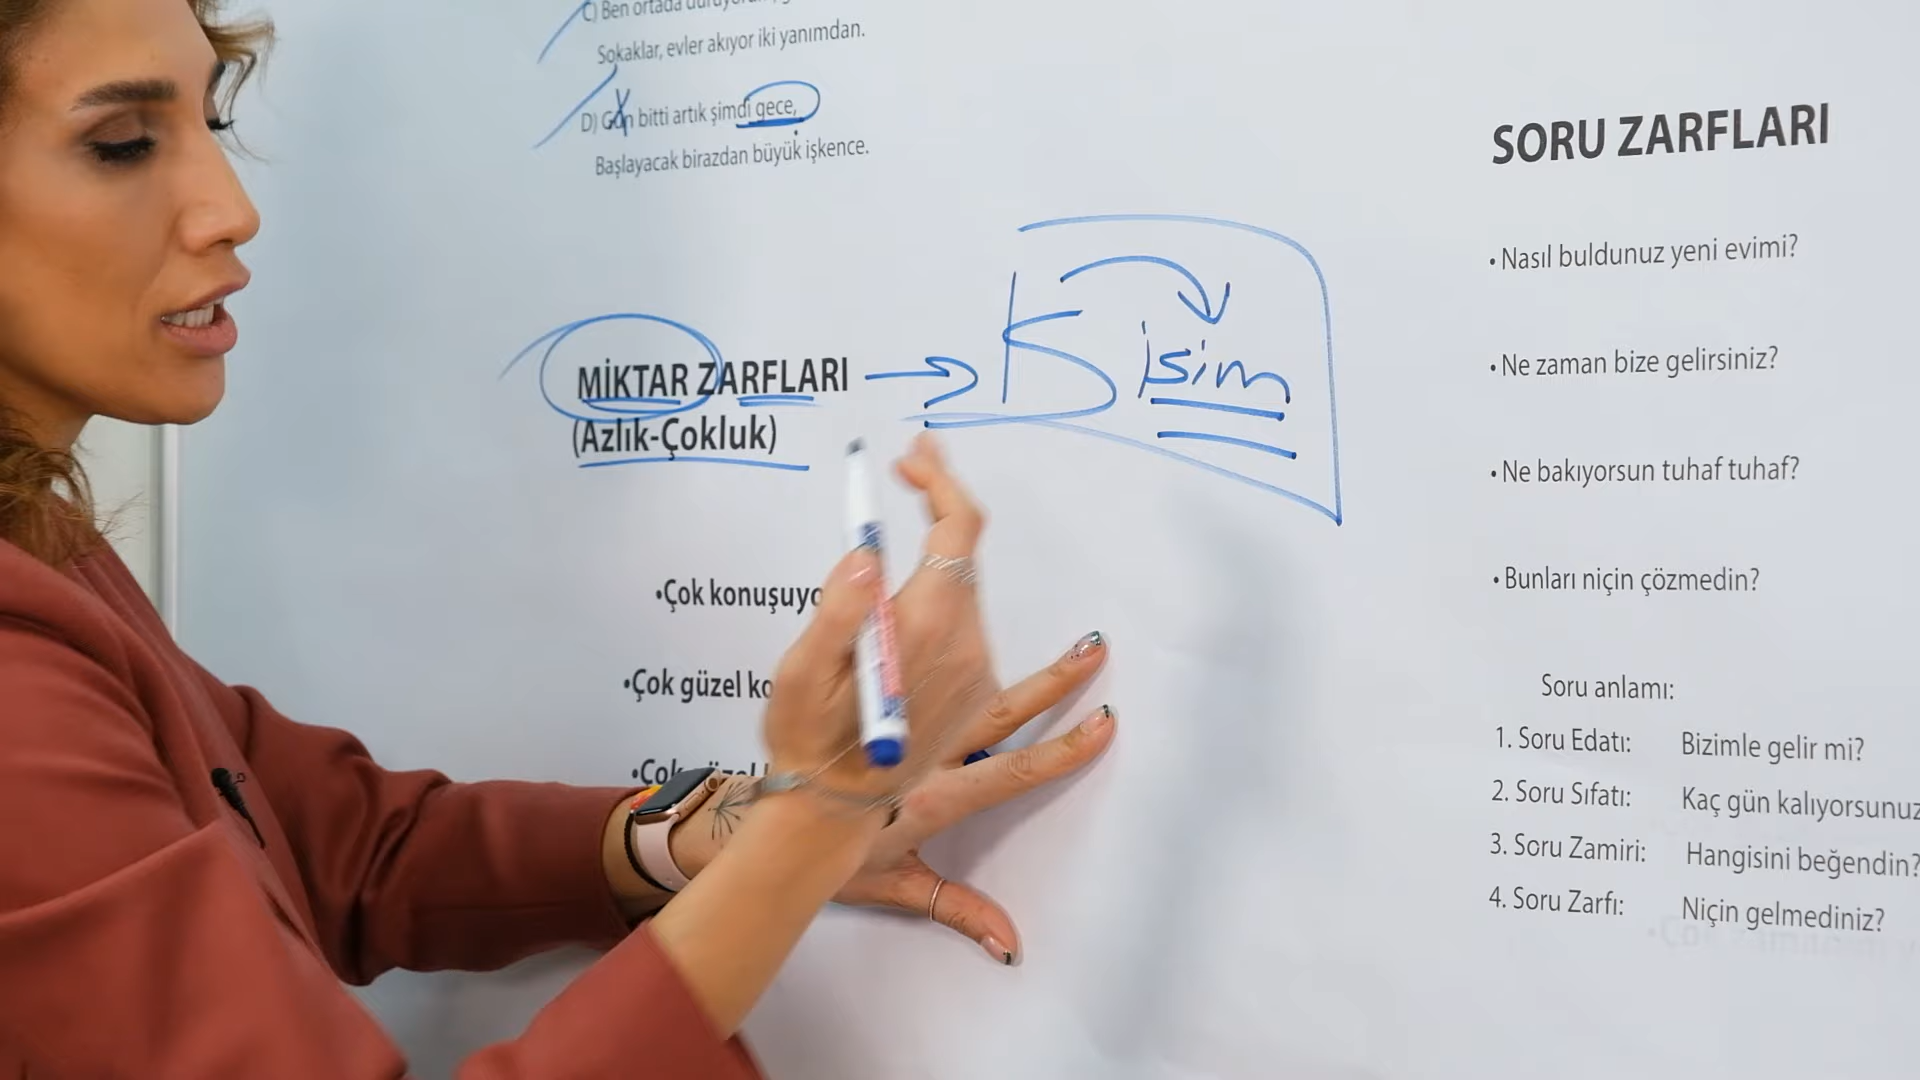 C) Ben ortada
Sokaklar, evler akıyor iki yanımdan.
D) Gün bitti artık şimdi gece,
Başlayacak birazdan büyük işkence.
MİKTAR ZARFLARI
(Azlık-Çokluk)
isim
•Çok konuşuyo
•Çok güzel ko
•Çok
SORU ZARFLARI
• Nasıl buldunuz yeni evimi?
• Ne zaman bize gelirsiniz?
• Ne bakıyorsun tuhaf tuhaf?
• Bunları niçin çözmedin?
Soru anlamı:
1. Soru Edatı: Bizimle gelir mi?
2. Soru Sıfatı: Kaç gün kalıyorsunuz
3. Soru Zamiri: Hangisini beğendin?
4. Soru Zarfı: Niçin gelmediniz?